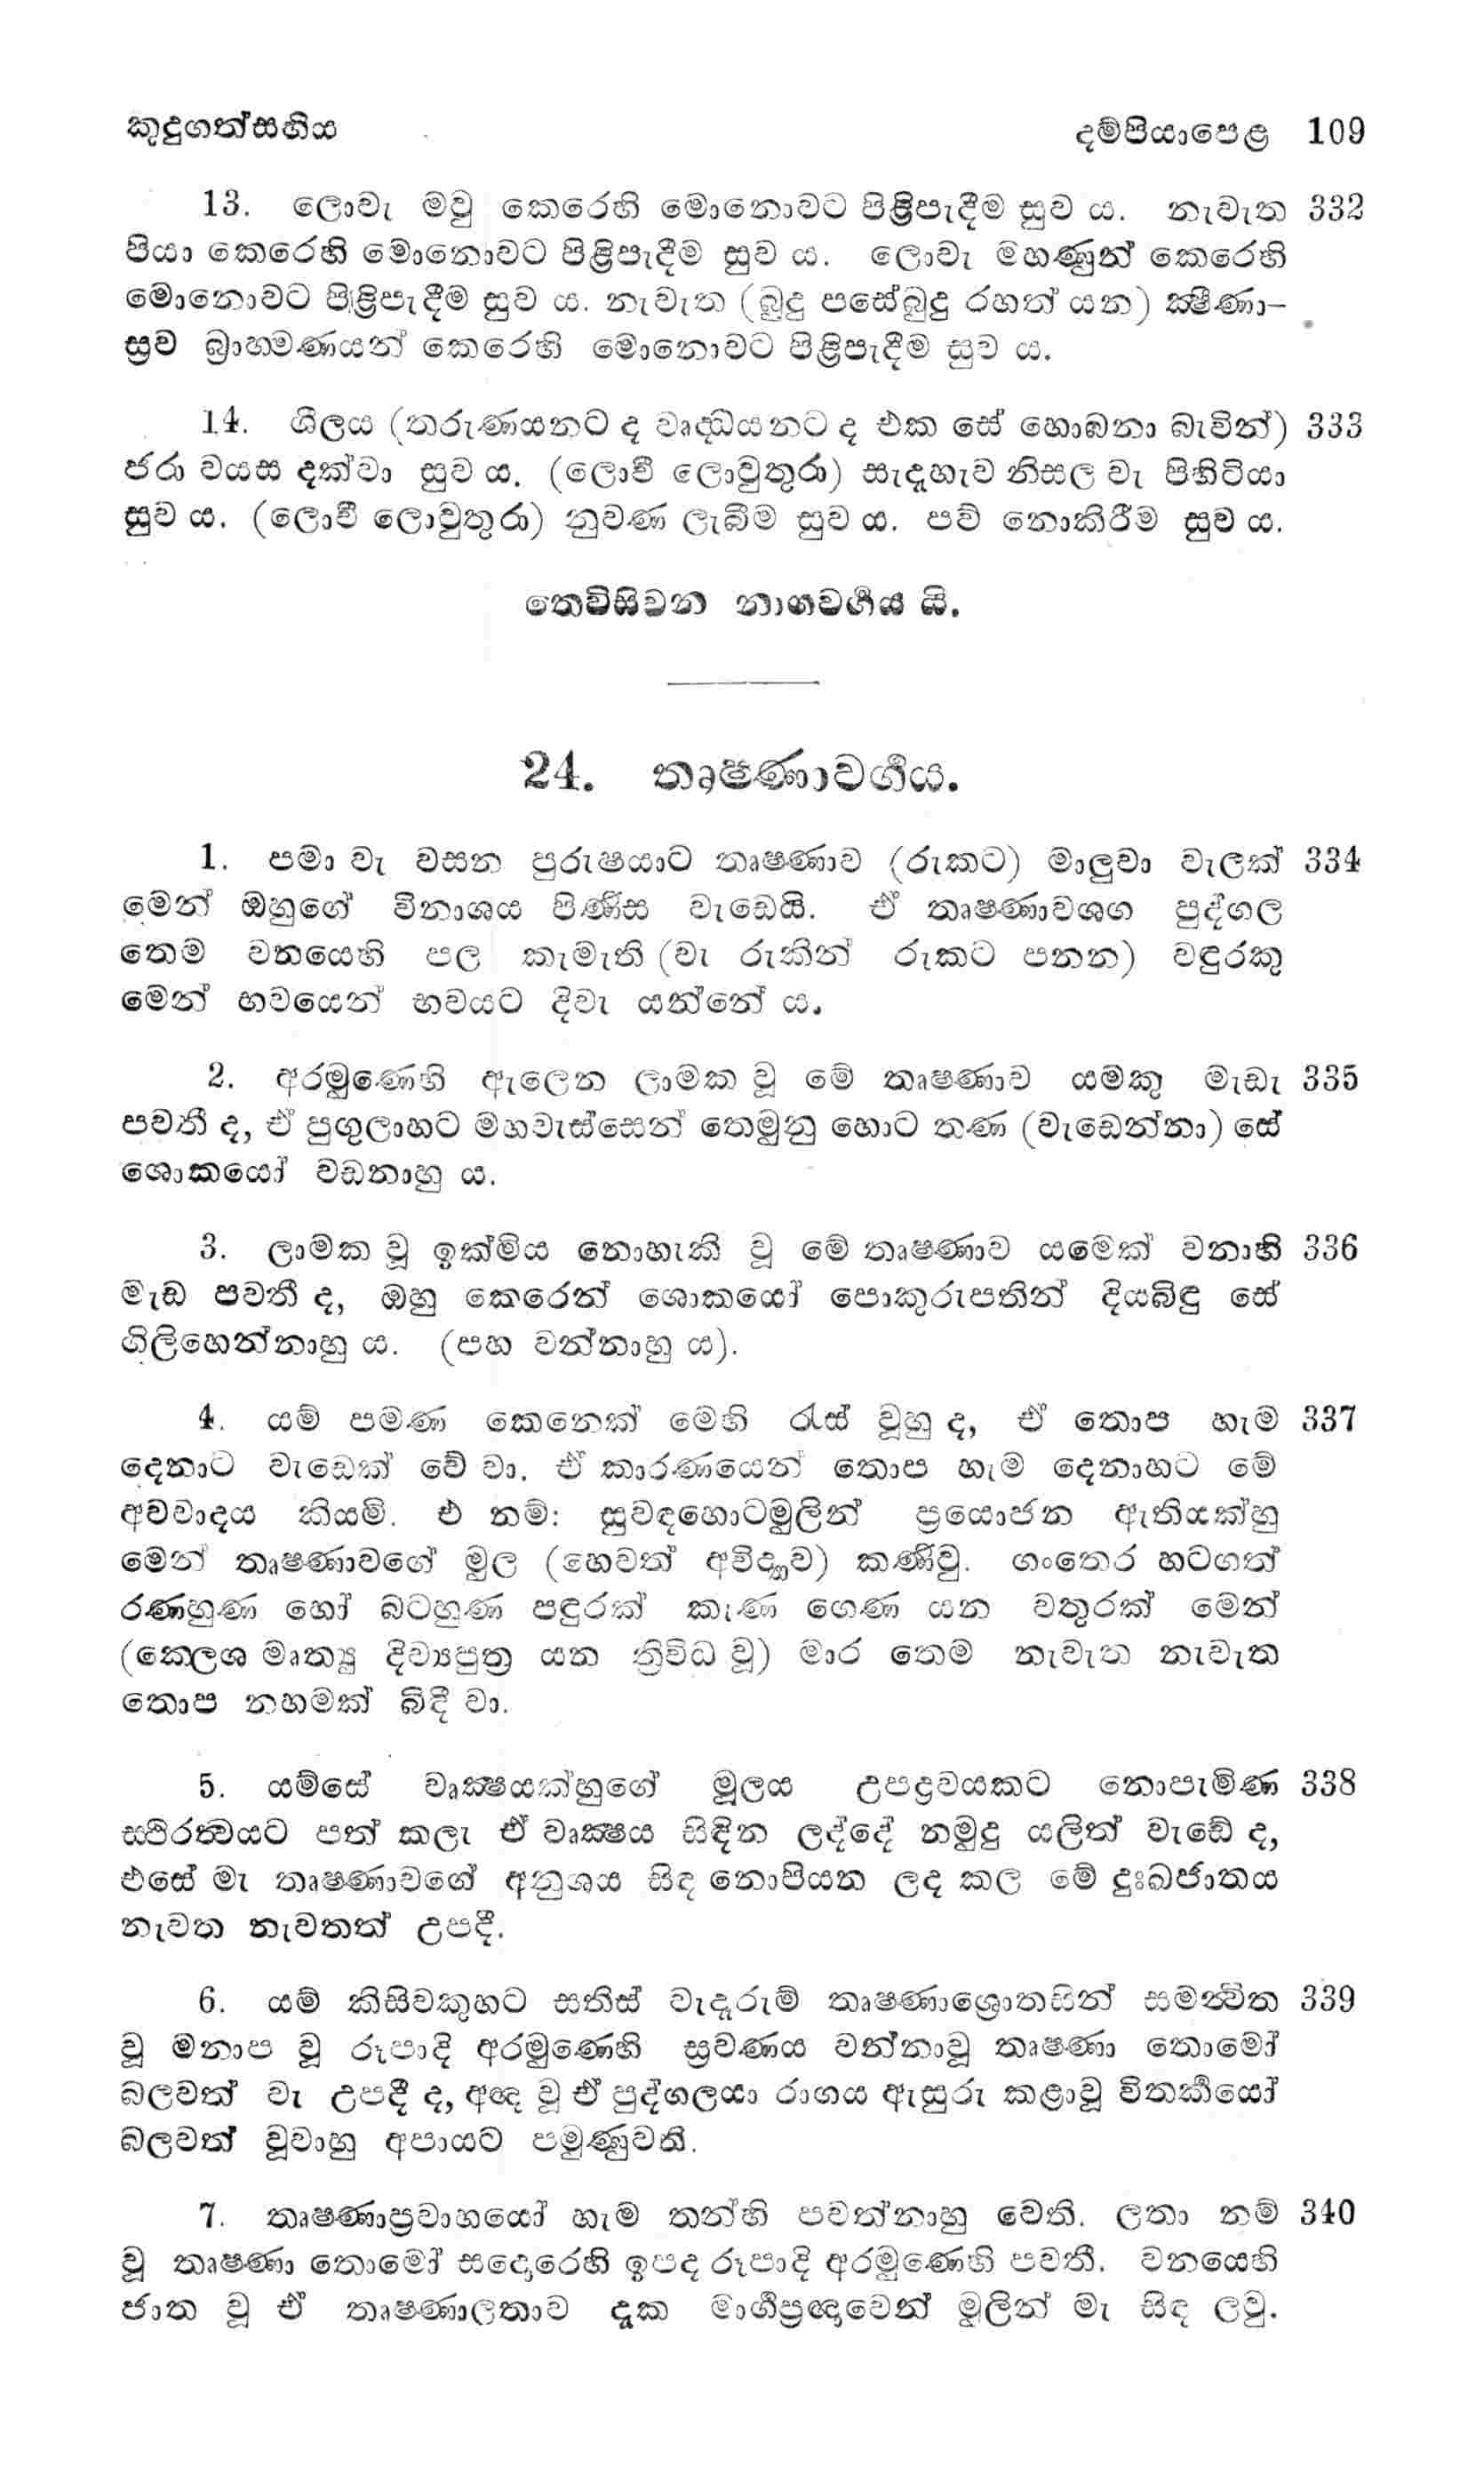 කුදුගත්සඟිය දම්පියාපෙළ 109
13. ලොවැ මවු කෙරෙහි මොනොවට පිළිපැදීම සුව ය. නැවැත 332
පියා කෙරෙහි මොනොවට පිළිපැදීම සුව ය. ලොවැ මහණුන් කෙරෙහි
මොනොවට පිළිපැදීම සුව ය. නැවැත (බුදු පසේබුදු රහත් යන) ක්‍ෂීණා-
ස්‍රව බ්‍රාහ්මණයන් කෙරෙහි මොනොවට පිළිපැදීම සුව ය.
14. ශීලය (තරුණයනට ද වෘද්ධයනට ද එක සේ හොබනා බැවින්) 333
ජරා වයස දක්වා සුව ය. (ලොවී ලොවුතුරා) සැදැහැව නිසල වැ පිහිටියා
සුව ය. (ලොවී ලොවුතුරා) නුවණ ලැබීම සුව ය. පව් නොකිරීම සුව ය.
තෙවිසිවන නාගවර්‍ගය යි.
24. තෘෂ්ණාවර්‍ගය.
1. පමා වැ වසන පුරුෂයාට තෘෂ්ණාව (රුකට) මාලුවා වැලක් 334
මෙන් ඔහුගේ විනාශය පිණිස වැඩෙයි. ඒ තෘෂ්ණාවශග පුද්ගල
තෙම වනයෙහි පල කැමැති (වැ රුකින් රුකට පනන) වඳුරකු
මෙන් භවයෙන් භවයට දිවැ යන්නේ ය.
2. අරමුණෙහි ඇලෙන ලාමක වූ මේ තෘෂ්ණාව යමකු මැඩැ 335
පවතී ද, ඒ පුගුලාහට මහවැස්සෙන් තෙමුනු හොට තණ (වැඩෙන්නා) සේ
ශොකයෝ වඩනාහු ය.
3. ලාමක වූ ඉක්මිය නොහැකි වූ මේ තෘෂ්ණාව යමෙක් වනාහි 336
මැඩ පවතී ද, ඔහු කෙරෙන් ශොකයෝ පොකුරුපතින් දියබිඳු සේ
ගිලිහෙන්නාහු ය. (පහ වන්නාහු ය).
4. යම් පමණ කෙනෙක් මෙහි රැස් වූහු ද, ඒ තොප හැම 337
දෙනාට වැඩෙක් වේ වා. ඒ කාරණයෙන් තොප හැම දෙනාහට මේ
අවවාදය කියමි. එ නම්: සුවඳහොටමුලින් ප්‍රයොජන ඇතියක්හු
මෙන් තෘෂ්ණාවගේ මුල (හෙවත් අවිද්‍යාව) කණිවු. ගංතෙර හටගත්
රණහුණ හෝ බටහුණ පඳුරක් කැණ ගෙණ යන වතුරක් මෙන්
(ක්ලෙශ මෘත්‍යු දිව්‍යපුත්‍ර යන ත්‍රිවිධ වූ) මාර තෙම නැවැත නැවැත
තොප නහමක් බිදී වා.
5. යම්සේ වෘක්‍ෂයක්හුගේ මූලය උපද්‍රවයකට නොපැමිණ 338
ස්ථිරත්‍වයට පත් කලැ ඒ වෘක්‍ෂය සිඳින ලද්දේ නමුදු යලිත් වැඩේ ද,
එසේ මැ තෘෂ්ණාවගේ අනුශය සිඳ නොපියන ලද කල මේ දුඃඛජාතය
නැවත නැවතත් උපදී.
6. යම් කිසිවකුහට සතිස් වැදෑරුම් තෘෂ්ණාශ්‍රොතසින් සමන්‍විත 339
වූ මනාප වූ රූපාදි අරමුණෙහි ස්‍රවණය වන්නාවූ තෘෂ්ණා තොමෝ
බලවත් වැ උපදී ද, අඥ වූ ඒ පුද්ගලයා රාගය ඇසුරු කළාවූ විතර්‍කයෝ
බලවත් වූවාහු අපායට පමුණුවති.
7. තෘෂ්ණාප්‍රවාහයෝ හැම තන්හි පවත්නාහු වෙති. ලතා නම් 340
වූ තෘෂ්ණා තොමෝ සදොරෙහි ඉපද රූපාදි අරමුණෙහි පවතී. වනයෙහි
ජාත වූ ඒ තෘෂ්ණාලතාව දැක මාර්‍ගප්‍රඥාවෙන් මුලින් මැ සිඳ ලවු.